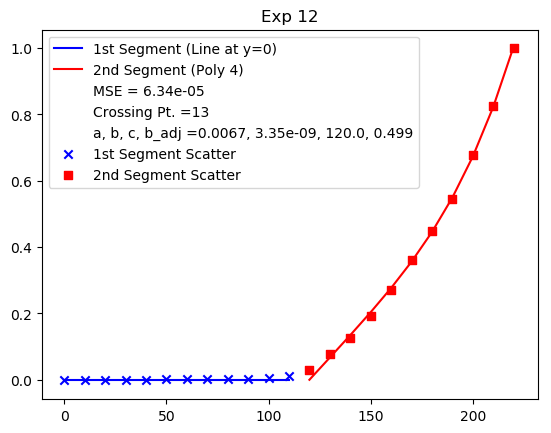 Exp 12
1st Segment (Line at y=0)
2nd Segment (Poly 4)
MSE = 6.34e-05
Crossing Pt. =13
a, b, c, b_adj =0.0067, 3.35e-09, 120.0, 0.499
1st Segment Scatter
2nd Segment Scatter
1.0
0.8
0.6
0.4
0.2
0.0
0 50 100 150 200